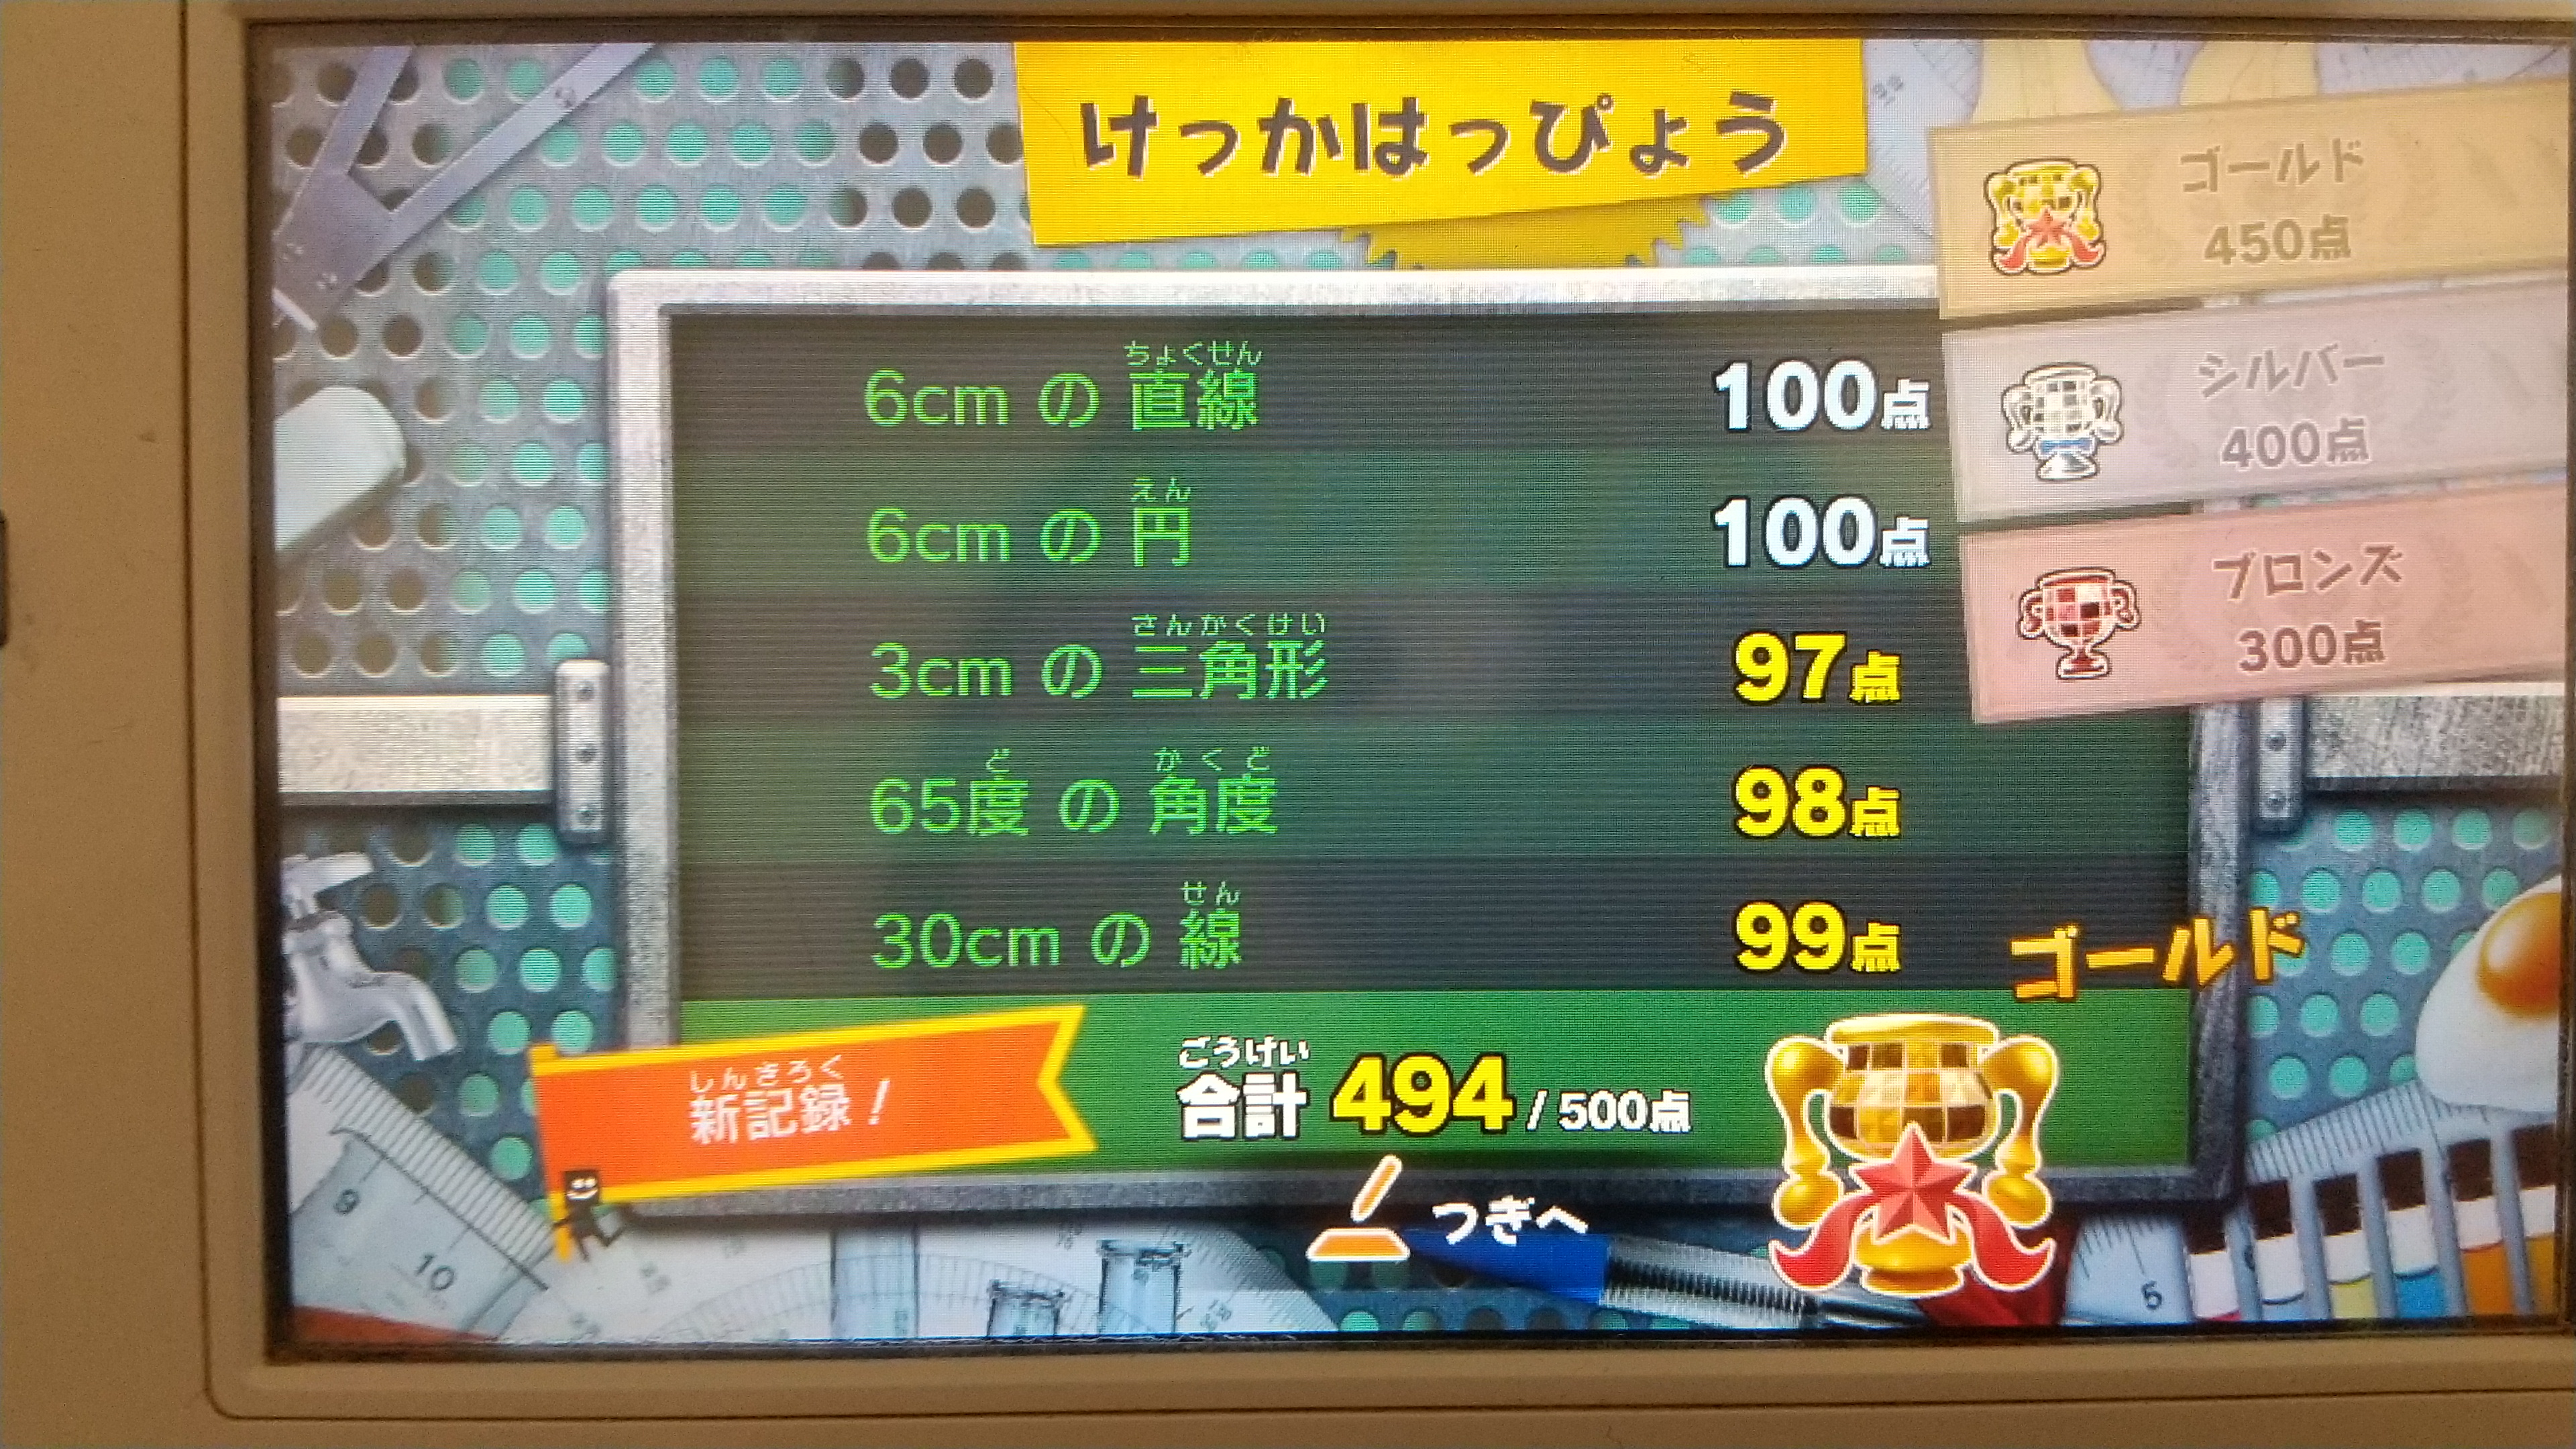 けっかはっぴょう
ゴールド
450点
シルバー
400点
ブロンズ
300点
ちょくせん
6cm の 直線 100点
えん
6cm の 円 100点
さんかくけい
3cm の 三角形 97点
ど かくど
65度 の 角度 98点
せん
30cm の 線 99点
ゴールド
しんきろく
新記録!
ごうけい
合計 494 / 500点
つぎへ
9
10
5